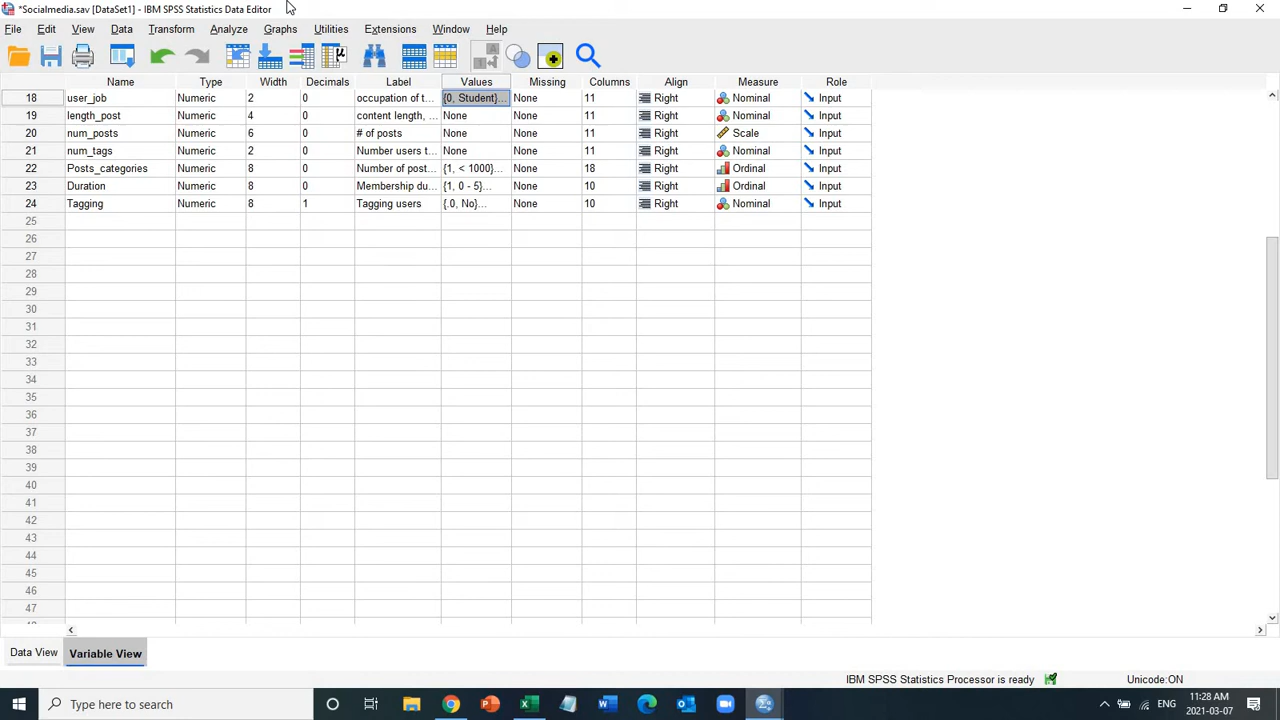 *Socialmedia.sav [DataSet1] - IBM SPSS Statistics Data Editor
File Edit View Data Transform Analyze Graphs Utilities Extensions Window Help
Name Type Width Decimals Label Values Missing Columns Align Measure Role
18 user_job Numeric 2 0 occupation of t... {0, Student}... None 11 Right Nominal Input
19 length_post Numeric 4 0 content length, ... None None 11 Right Nominal Input
20 num_posts Numeric 6 0 # of posts None None 11 Right Scale Input
21 num_tags Numeric 2 0 Number users t... None None 11 Right Nominal Input
22 Posts_categories Numeric 8 0 Number of post... {1, < 1000}... None 18 Right Ordinal Input
23 Duration Numeric 8 0 Membership du... {1, 0 - 5}... None 10 Right Ordinal Input
24 Tagging Numeric 8 1 Tagging users {.0, No}... None 10 Right Nominal Input
25
26
27
28
29
30
31
32
33
34
35
36
37
38
39
40
41
42
43
44
45
46
47
Data View Variable View
IBM SPSS Statistics Processor is ready Unicode:ON
Type here to search ENG 11:28 AM
2021-03-07